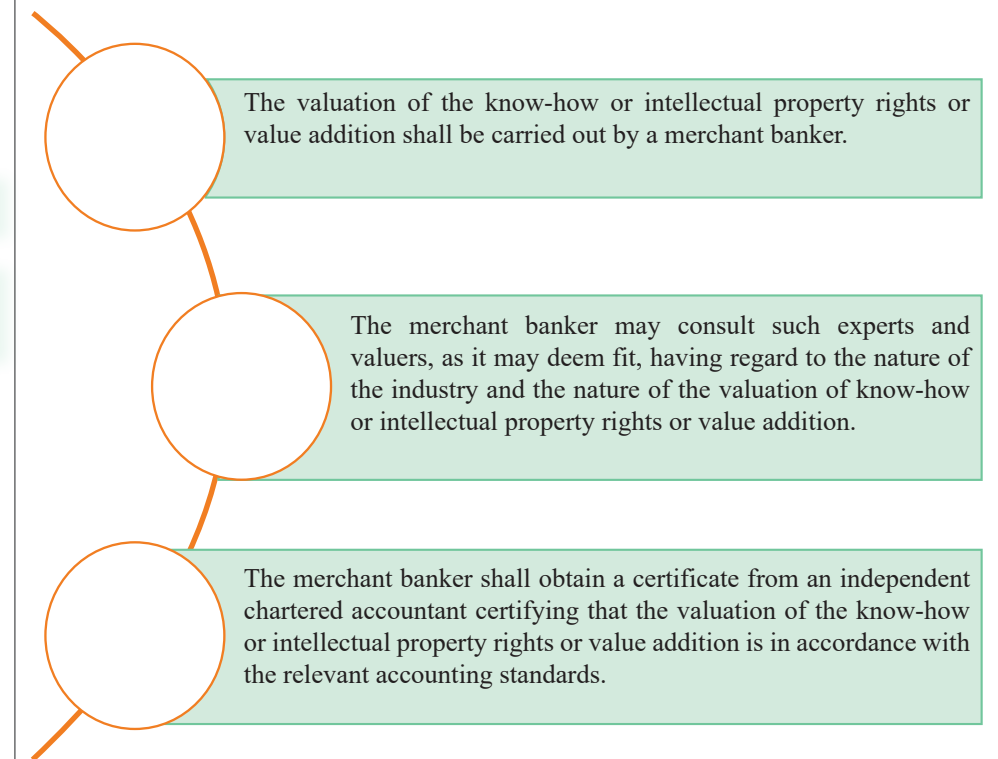 The valuation of the know-how or intellectual property rights or
value addition shall be carried out by a merchant banker.
The merchant banker may consult such experts and
valuers, as it may deem fit, having regard to the nature of
the industry and the nature of the valuation of know-how
or intellectual property rights or value addition.
The merchant banker shall obtain a certificate from an independent
chartered accountant certifying that the valuation of the know-how
or intellectual property rights or value addition is in accordance with
the relevant accounting standards.